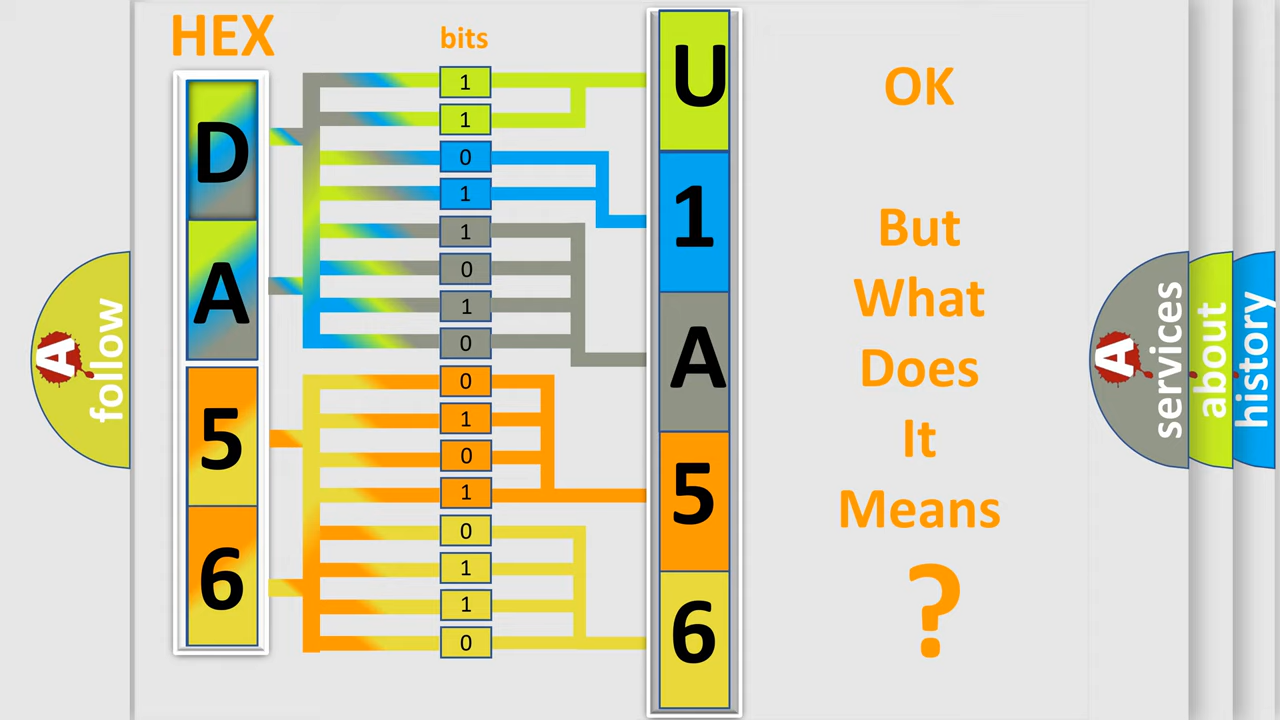 HEX
bits
D
A
5
6
1
1
0
1
1
0
1
0
0
1
0
1
0
1
1
0
U
1
A
5
6
OK
But
What
Does
It
Means
?
A
follow
A
services
about
history